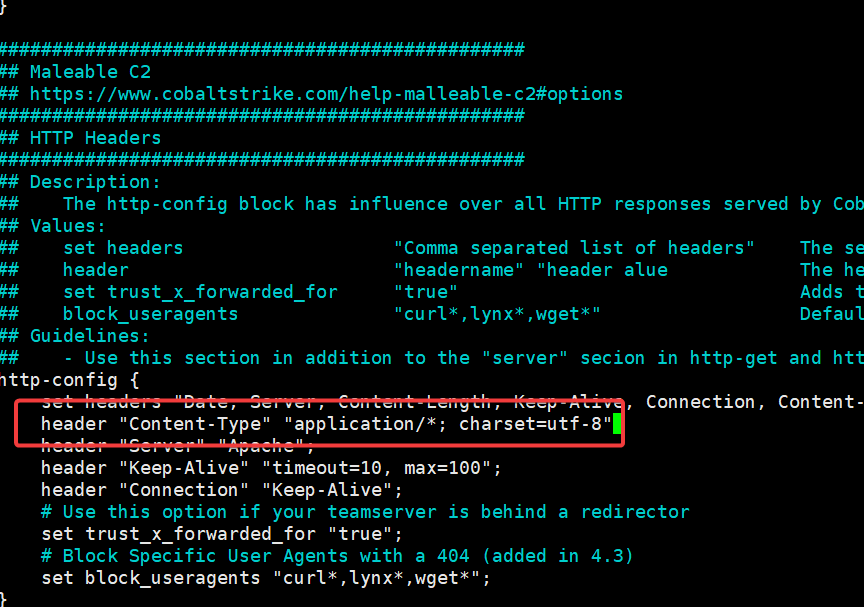 }
################################################
## Maleable C2
## https://www.cobaltstrike.com/help-malleable-c2#options
################################################
## HTTP Headers
################################################
## Description:
##    The http-config block has influence over all HTTP responses served by Cob
## Values:
##    set headers                   "Comma separated list of headers"    The se
##    header                        "headername" "header alue            The he
##    set trust_x_forwarded_for     "true"                               Adds t
##    block_useragents              "curl*,lynx*,wget*"                  Defaul
## Guidelines:
##    - Use this section in addition to the "server" secion in http-get and htt
http-config {
    set headers "Date, Server, Content-Length, Keep-Alive, Connection, Content-
    header "Content-Type" "application/*; charset=utf-8"
    header "Server" "Apache";
    header "Keep-Alive" "timeout=10, max=100";
    header "Connection" "Keep-Alive";
    # Use this option if your teamserver is behind a redirector
    set trust_x_forwarded_for "true";
    # Block Specific User Agents with a 404 (added in 4.3)
    set block_useragents "curl*,lynx*,wget*";
}